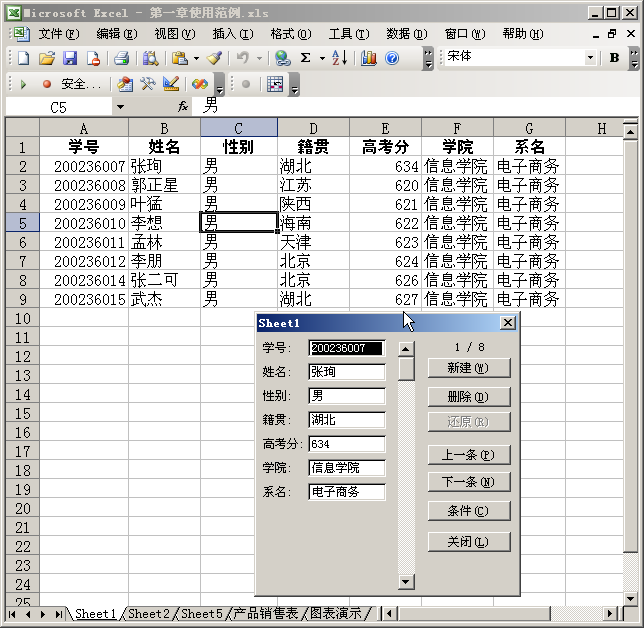 Microsoft Excel - 第一章使用范例.xls
文件(F) 编辑(E) 视图(V) 插入(I) 格式(O) 工具(T) 数据(D) 窗口(W) 帮助(H)
Σ 宋体 B
安全...
C5 fx 男
A B C D E F G H
1 学号 姓名 性别 籍贯 高考分 学院 系名
2 200236007 张珣 男 湖北 634 信息学院 电子商务
3 200236008 郭正星 男 江苏 620 信息学院 电子商务
4 200236009 叶猛 男 陕西 621 信息学院 电子商务
5 200236010 李想 男 海南 622 信息学院 电子商务
6 200236011 孟林 男 天津 623 信息学院 电子商务
7 200236012 李朋 男 北京 624 信息学院 电子商务
8 200236014 张二可 男 北京 626 信息学院 电子商务
9 200236015 武杰 男 湖北 627 信息学院 电子商务
10
11
12
13
14
15
16
17
18
19
20
21
22
23
24
25
Sheet1
1 / 8
学号: 200236007
姓名: 张珣
性别: 男
籍贯: 湖北
高考分: 634
学院: 信息学院
系名: 电子商务
新建(W)
删除(D)
还原(R)
上一条(P)
下一条(N)
条件(C)
关闭(L)
Sheet1 Sheet2 Sheet5 产品销售表 图表演示